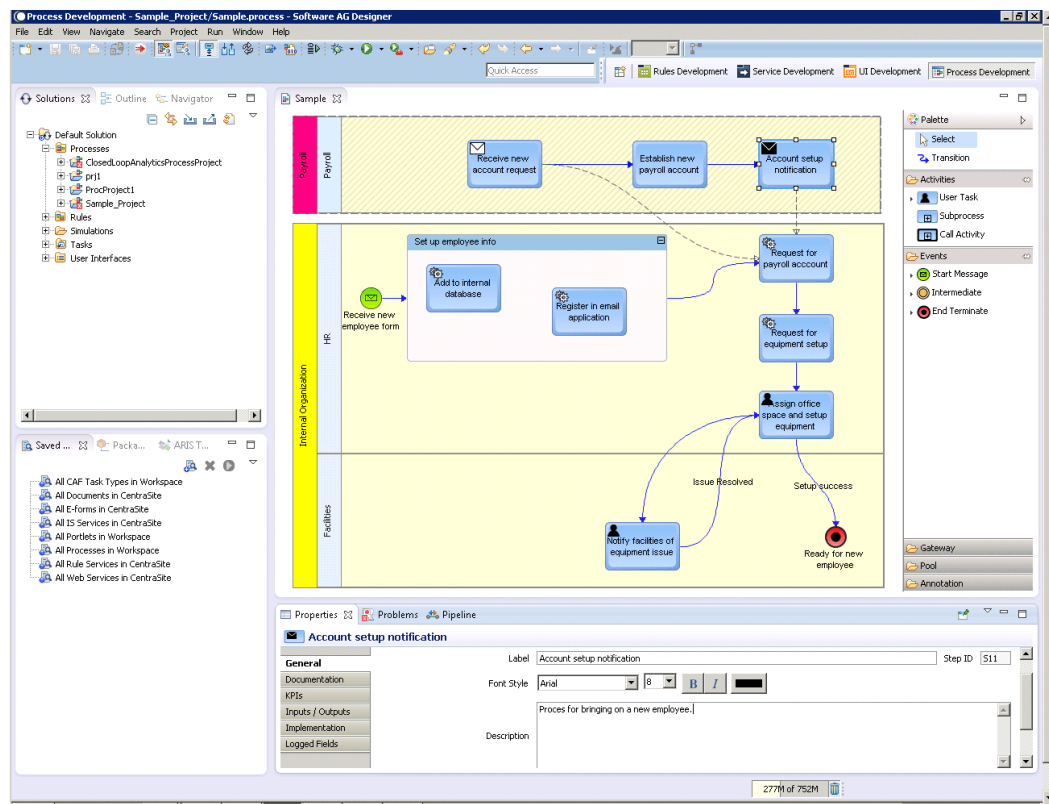 Process Development - Sample_Project/Sample.process - Software AG Designer
File Edit View Navigate Search Project Run Window Help
Quick Access
Rules Development Service Development UI Development Process Development
Solutions Outline Navigator
Default Solution
Processes
ClosedLoopAnalyticsProcessProject
prj1
ProcProject1
Sample_Project
Rules
Simulations
Tasks
User Interfaces
Saved ... Packa... ARIS T...
All CAF Task Types in Workspace
All Documents in CentraSite
All E-forms in CentraSite
All IS Services in CentraSite
All Portlets in Workspace
All Processes in Workspace
All Rule Services in CentraSite
All Web Services in CentraSite
Sample
Payroll
Payroll
Receive new
account request
Establish new
payroll account
Account setup
notification
Internal Organization
HR
Set up employee info
Add to internal
database
Register in email
application
Receive new
employee form
Request for
payroll acccount
Request for
equipment setup
Assign office
space and setup
equipment
Facilities
Issue Resolved
Setup success
Notify facilities of
equipment issue
Ready for new
employee
Palette
Select
Transition
Activities
User Task
Subprocess
Call Activity
Events
Start Message
Intermediate
End Terminate
Gateway
Pool
Annotation
Properties Problems Pipeline
Account setup notification
General
Documentation
KPIs
Inputs / Outputs
Implementation
Logged Fields
Label Account setup notification Step ID S11
Font Style Arial 8 B I
Description Proces for bringing on a new employee.
277M of 752M